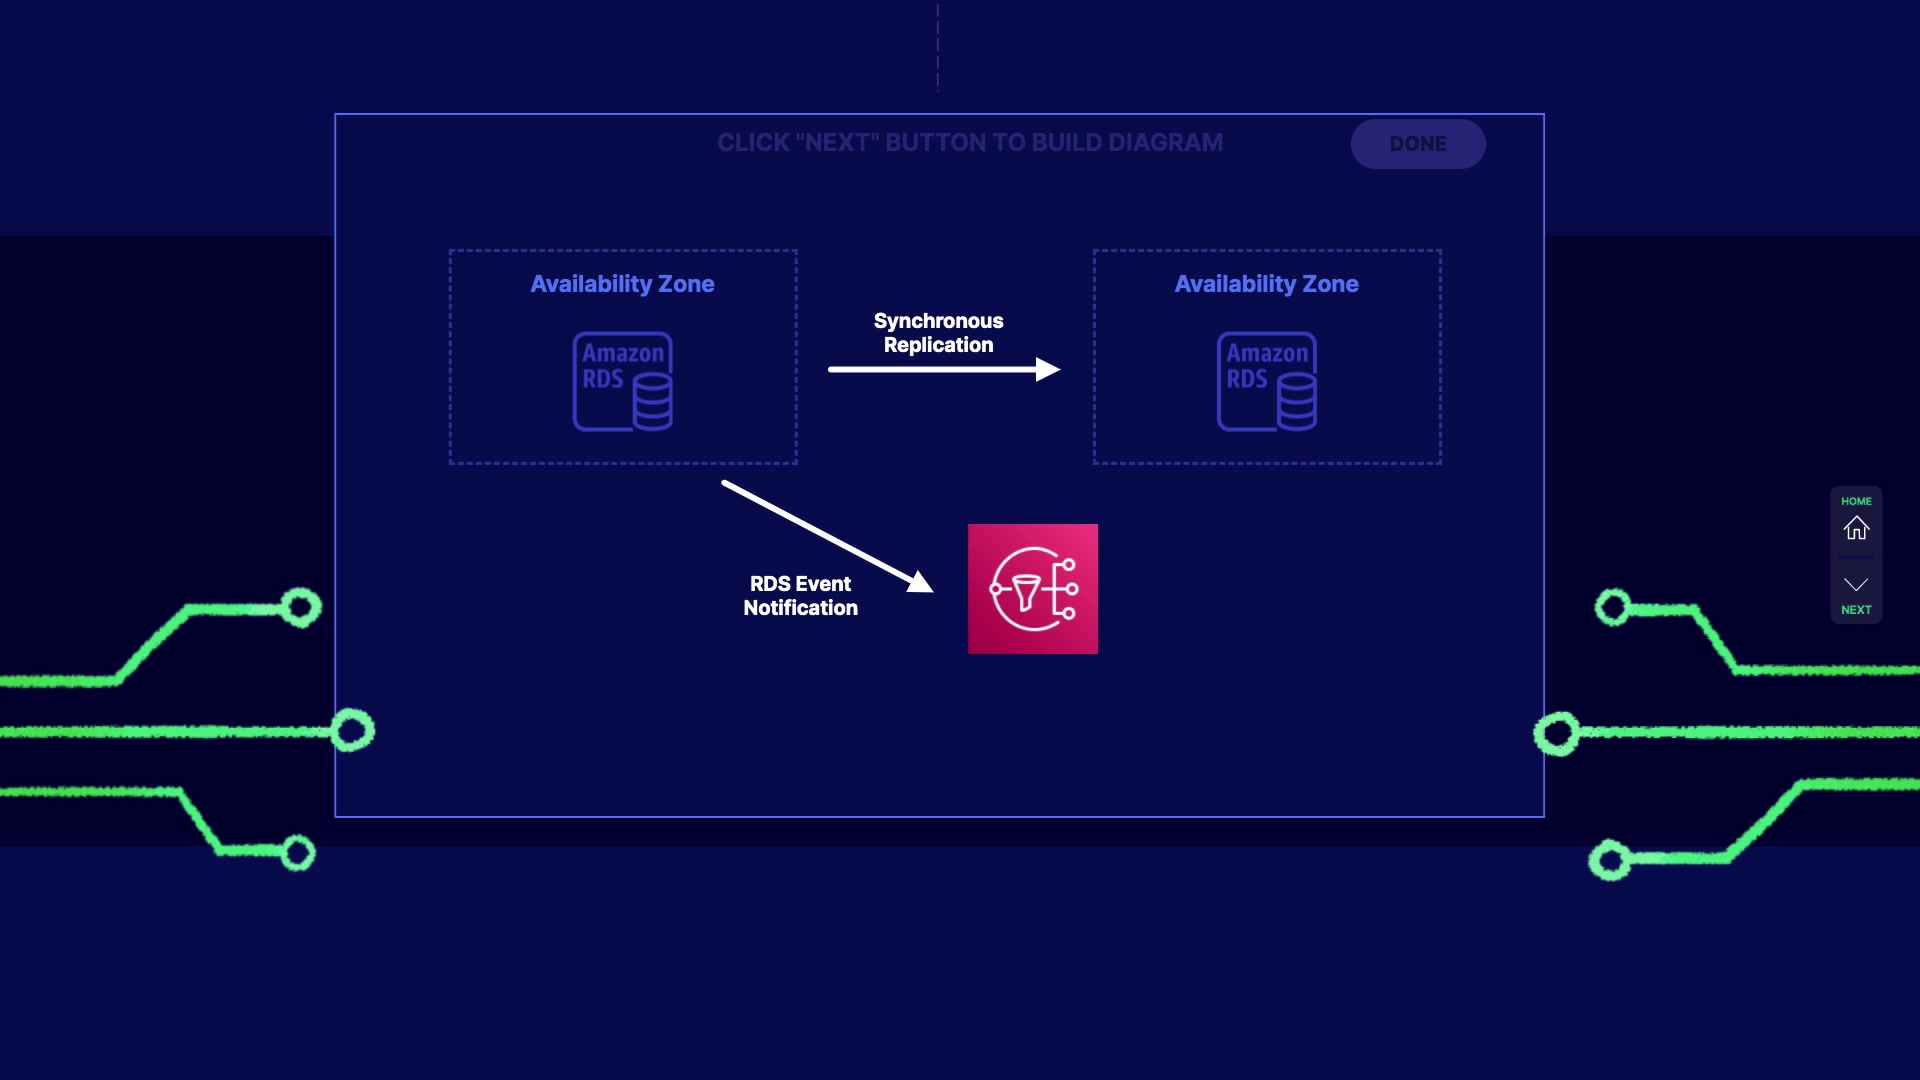 CLICK "NEXT" BUTTON TO BUILD DIAGRAM
DONE
Availability Zone
Amazon
RDS
Synchronous
Replication
Availability Zone
Amazon
RDS
RDS Event
Notification
HOME
NEXT